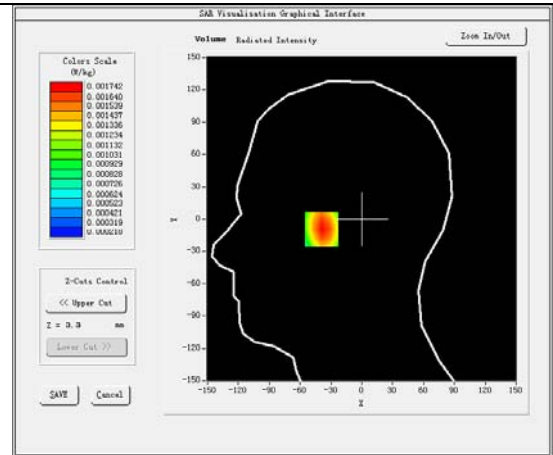 SAR Visualisation Graphical Interface
Volume Radiated Intensity
Zoom In/Out
Colors Scale
(W/kg)
0.001742
0.001640
0.001539
0.001437
0.001336
0.001234
0.001132
0.001031
0.000929
0.000828
0.000726
0.000624
0.000523
0.000421
0.000319
0.000218
150
120
90
60
30
0
-30
-60
-90
-120
-150
Y
-150 -120 -90 -60 -30 0 30 60 90 120 150
X
Z-Cuts Control
<< Upper Cut
Z = 3.3 mm
Lower Cut >>
SAVE Cancel